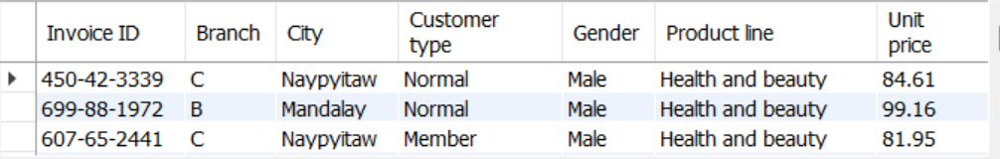 Invoice ID Branch City Customer type Gender Product line Unit price
450-42-3339 C Naypyitaw Normal Male Health and beauty 84.61
699-88-1972 B Mandalay Normal Male Health and beauty 99.16
607-65-2441 C Naypyitaw Member Male Health and beauty 81.95